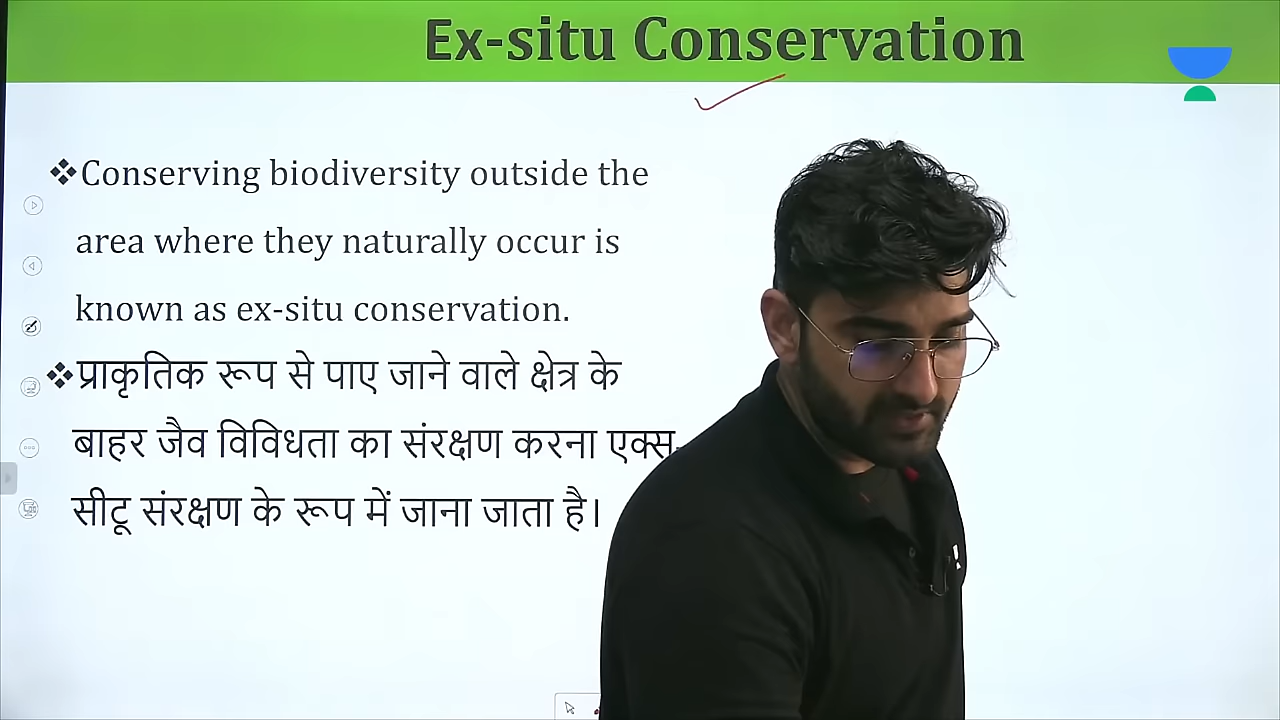 Ex-situ Conservation
❖Conserving biodiversity outside the
area where they naturally occur is
known as ex-situ conservation.
❖प्राकृतिक रूप से पाए जाने वाले क्षेत्र के
बाहर जैव विविधता का संरक्षण करना एक्स-
सीटू संरक्षण के रूप में जाना जाता है।